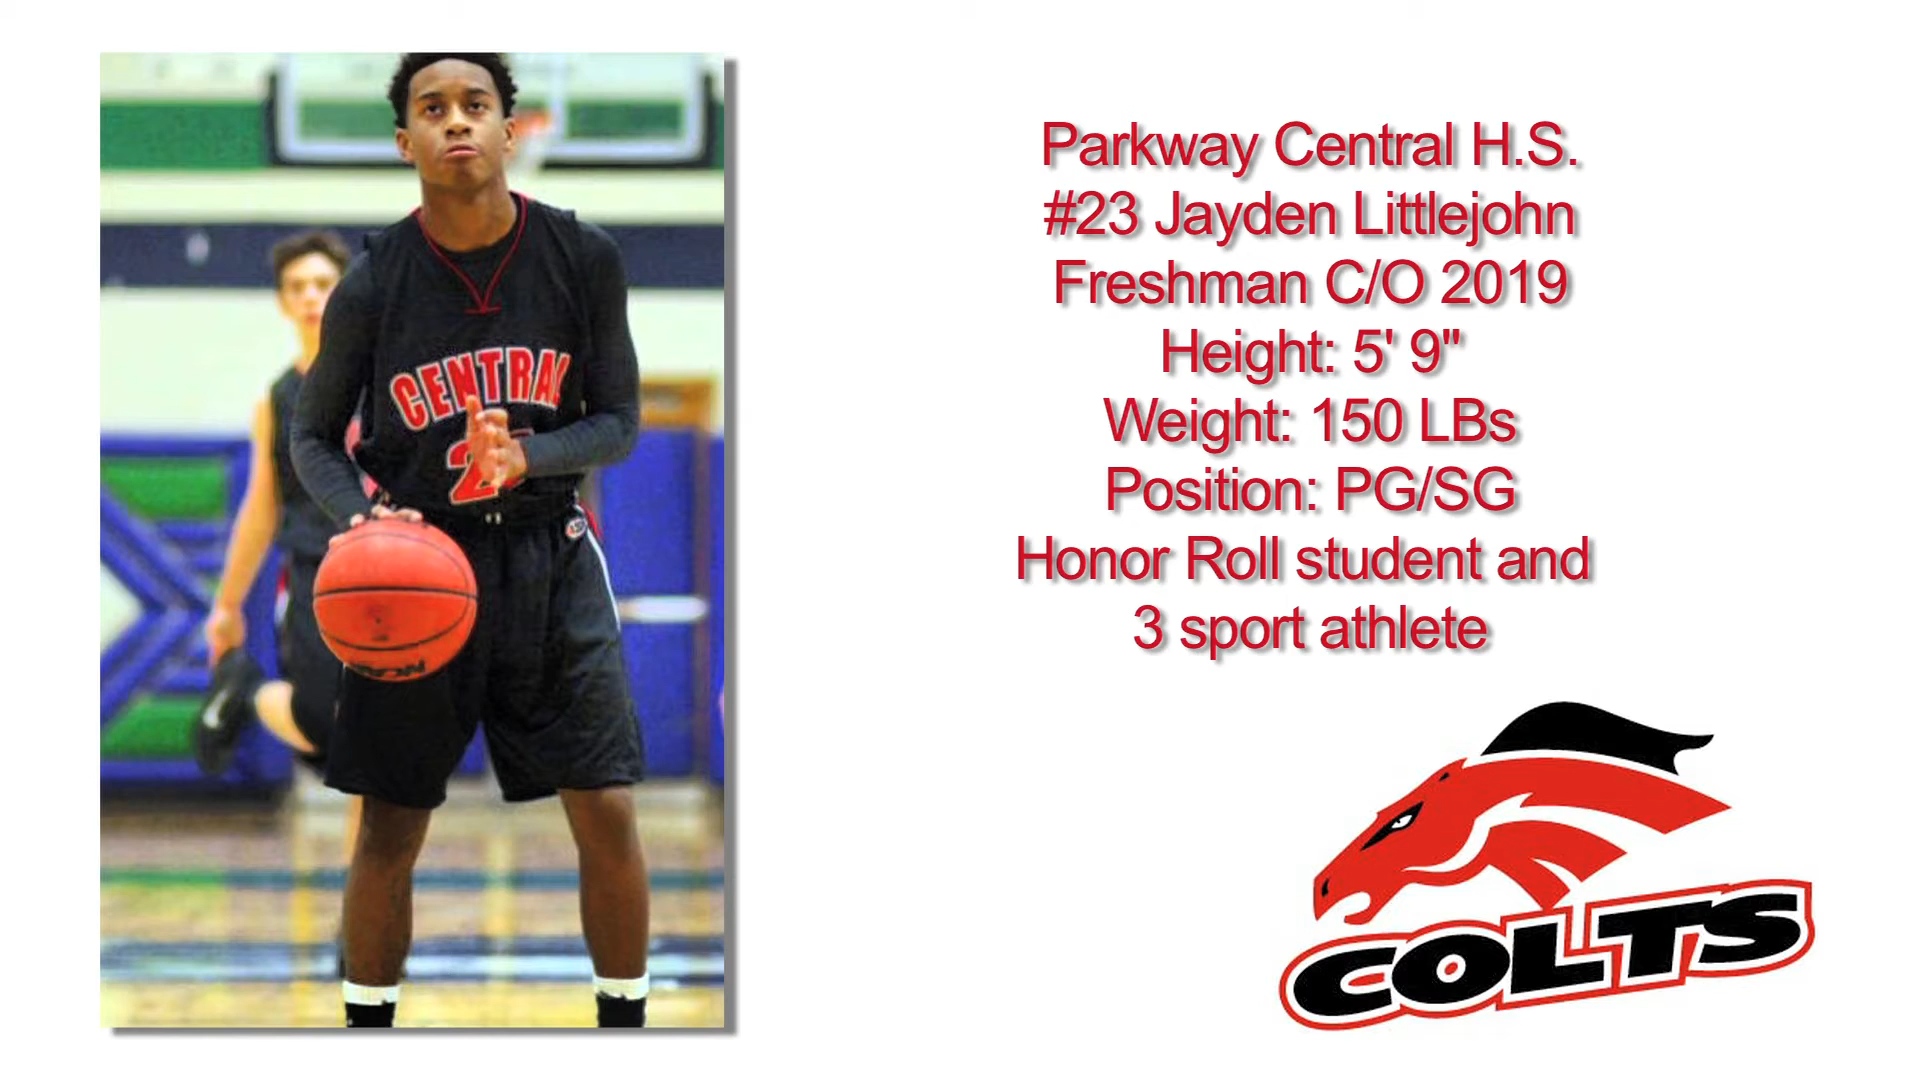 Parkway Central H.S.
#23 Jayden Littlejohn
Freshman C/O 2019
Height: 5' 9"
Weight: 150 LBs
Position: PG/SG
Honor Roll student and
3 sport athlete
CENTRAL
2
COLTS